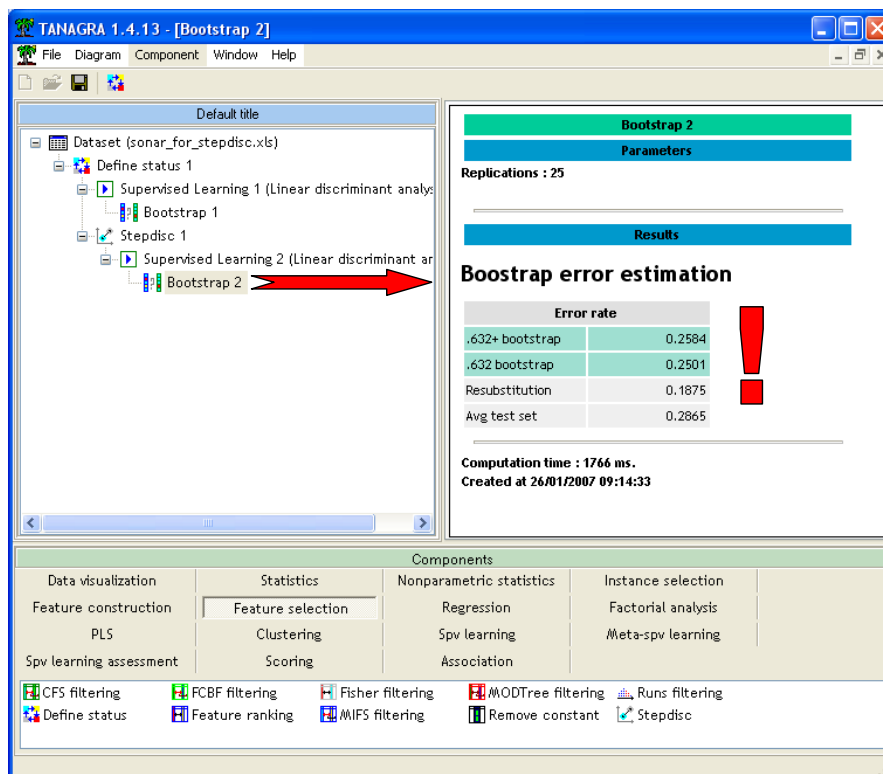 TANAGRA 1.4.13 - [Bootstrap 2]
File Diagram Component Window Help
Default title
Dataset (sonar_for_stepdisc.xls)
Define status 1
Supervised Learning 1 (Linear discriminant analys
Bootstrap 1
Stepdisc 1
Supervised Learning 2 (Linear discriminant ar
Bootstrap 2
Bootstrap 2
Parameters
Replications : 25
Results
Boostrap error estimation
Error rate
.632+ bootstrap 0.2584
.632 bootstrap 0.2501
Resubstitution 0.1875
Avg test set 0.2865
!
Computation time : 1766 ms.
Created at 26/01/2007 09:14:33
Components
Data visualization Statistics Nonparametric statistics Instance selection
Feature construction Feature selection Regression Factorial analysis
PLS Clustering Spv learning Meta-spv learning
Spv learning assessment Scoring Association
CFS filtering FCBF filtering Fisher filtering MODTree filtering Runs filtering
Define status Feature ranking MIFS filtering Remove constant Stepdisc